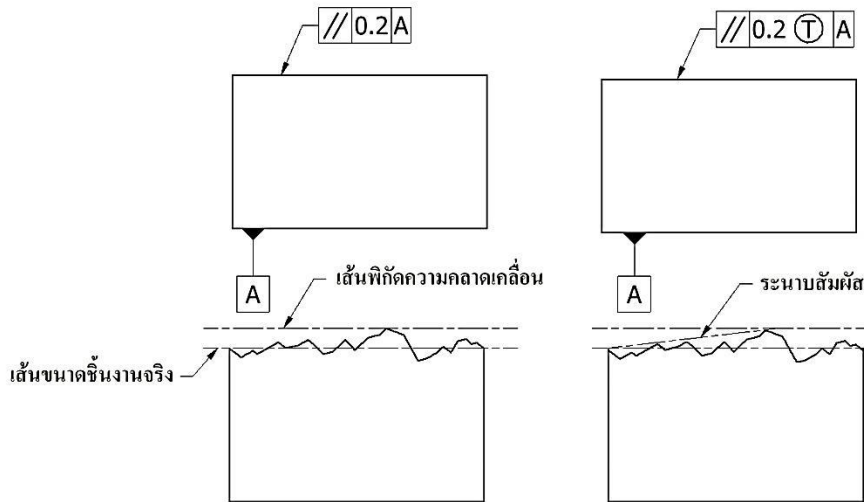 // 0.2 A
// 0.2 Ⓣ A
A
A
เส้นพิกัดความคลาดเคลื่อน
ระนาบสัมผัส
เส้นขนาดชิ้นงานจริง